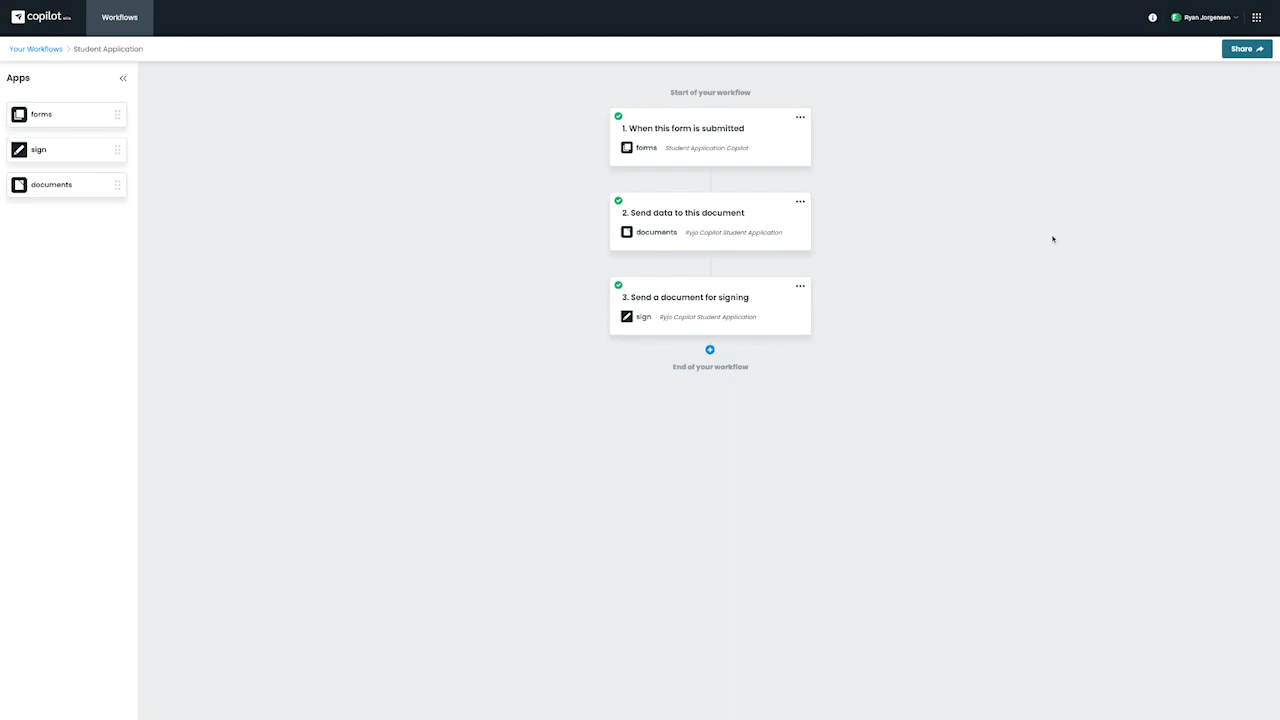 copilot BETA
Workflows
Ryan Jorgensen
Your Workflows > Student Application
Share
Apps
forms
sign
documents
Start of your workflow
1. When this form is submitted
forms Student Application Copilot
2. Send data to this document
documents Ryjo Copilot Student Application
3. Send a document for signing
sign Ryjo Copilot Student Application
End of your workflow